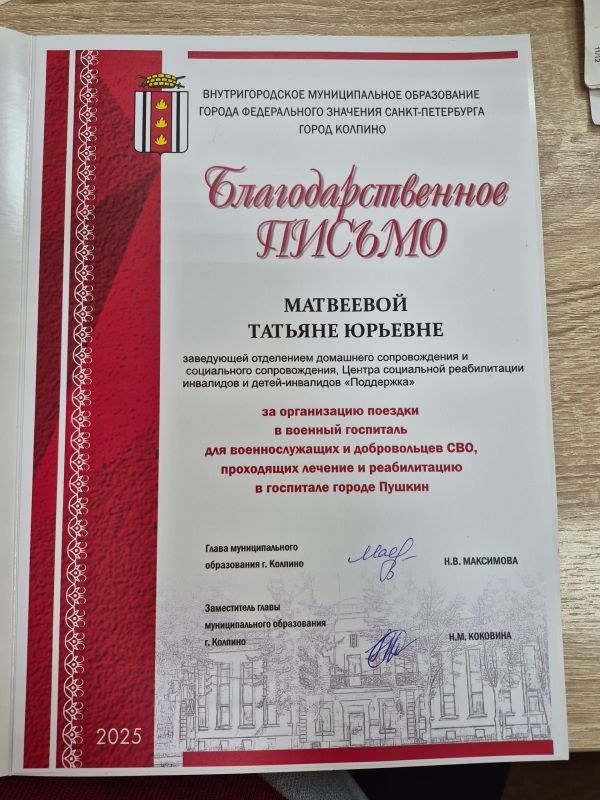 ВНУТРИГОРОДСКОЕ МУНИЦИПАЛЬНОЕ ОБРАЗОВАНИЕ
ГОРОДА ФЕДЕРАЛЬНОГО ЗНАЧЕНИЯ САНКТ-ПЕТЕРБУРГА
ГОРОД КОЛПИНО
Благодарственное
ПИСЬМО
МАТВЕЕВОЙ
ТАТЬЯНЕ ЮРЬЕВНЕ
заведующей отделением домашнего сопровождения и
социального сопровождения, Центра социальной реабилитации
инвалидов и детей-инвалидов «Поддержка»
за организацию поездки
в военный госпиталь
для военнослужащих и добровольцев СВО,
проходящих лечение и реабилитацию
в госпитале городе Пушкин
Глава муниципального
образования г. Колпино
Н.В. МАКСИМОВА
Заместитель главы
муниципального образования
г. Колпино
Н.М. КОКОВИНА
2025
11/12